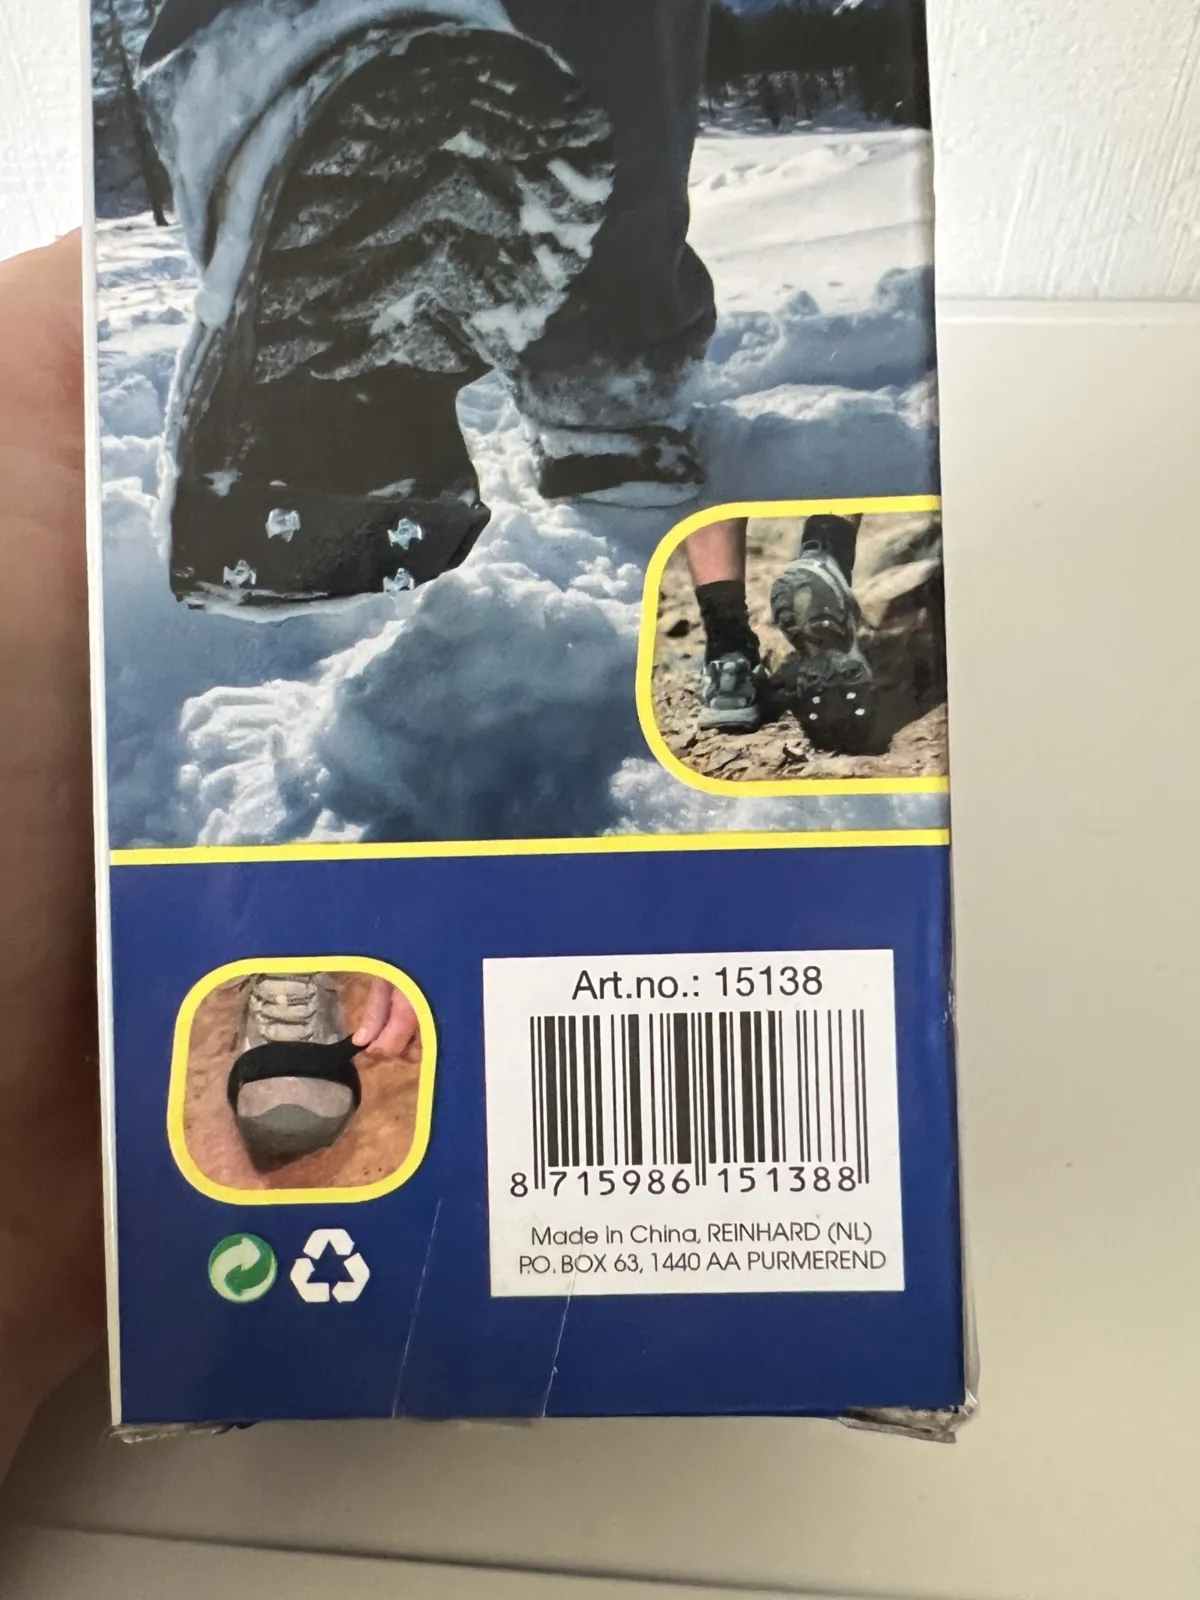 Art.no.: 15138
8 715986 151388
Made in China, REINHARD (NL)
P.O. BOX 63, 1440 AA PURMEREND